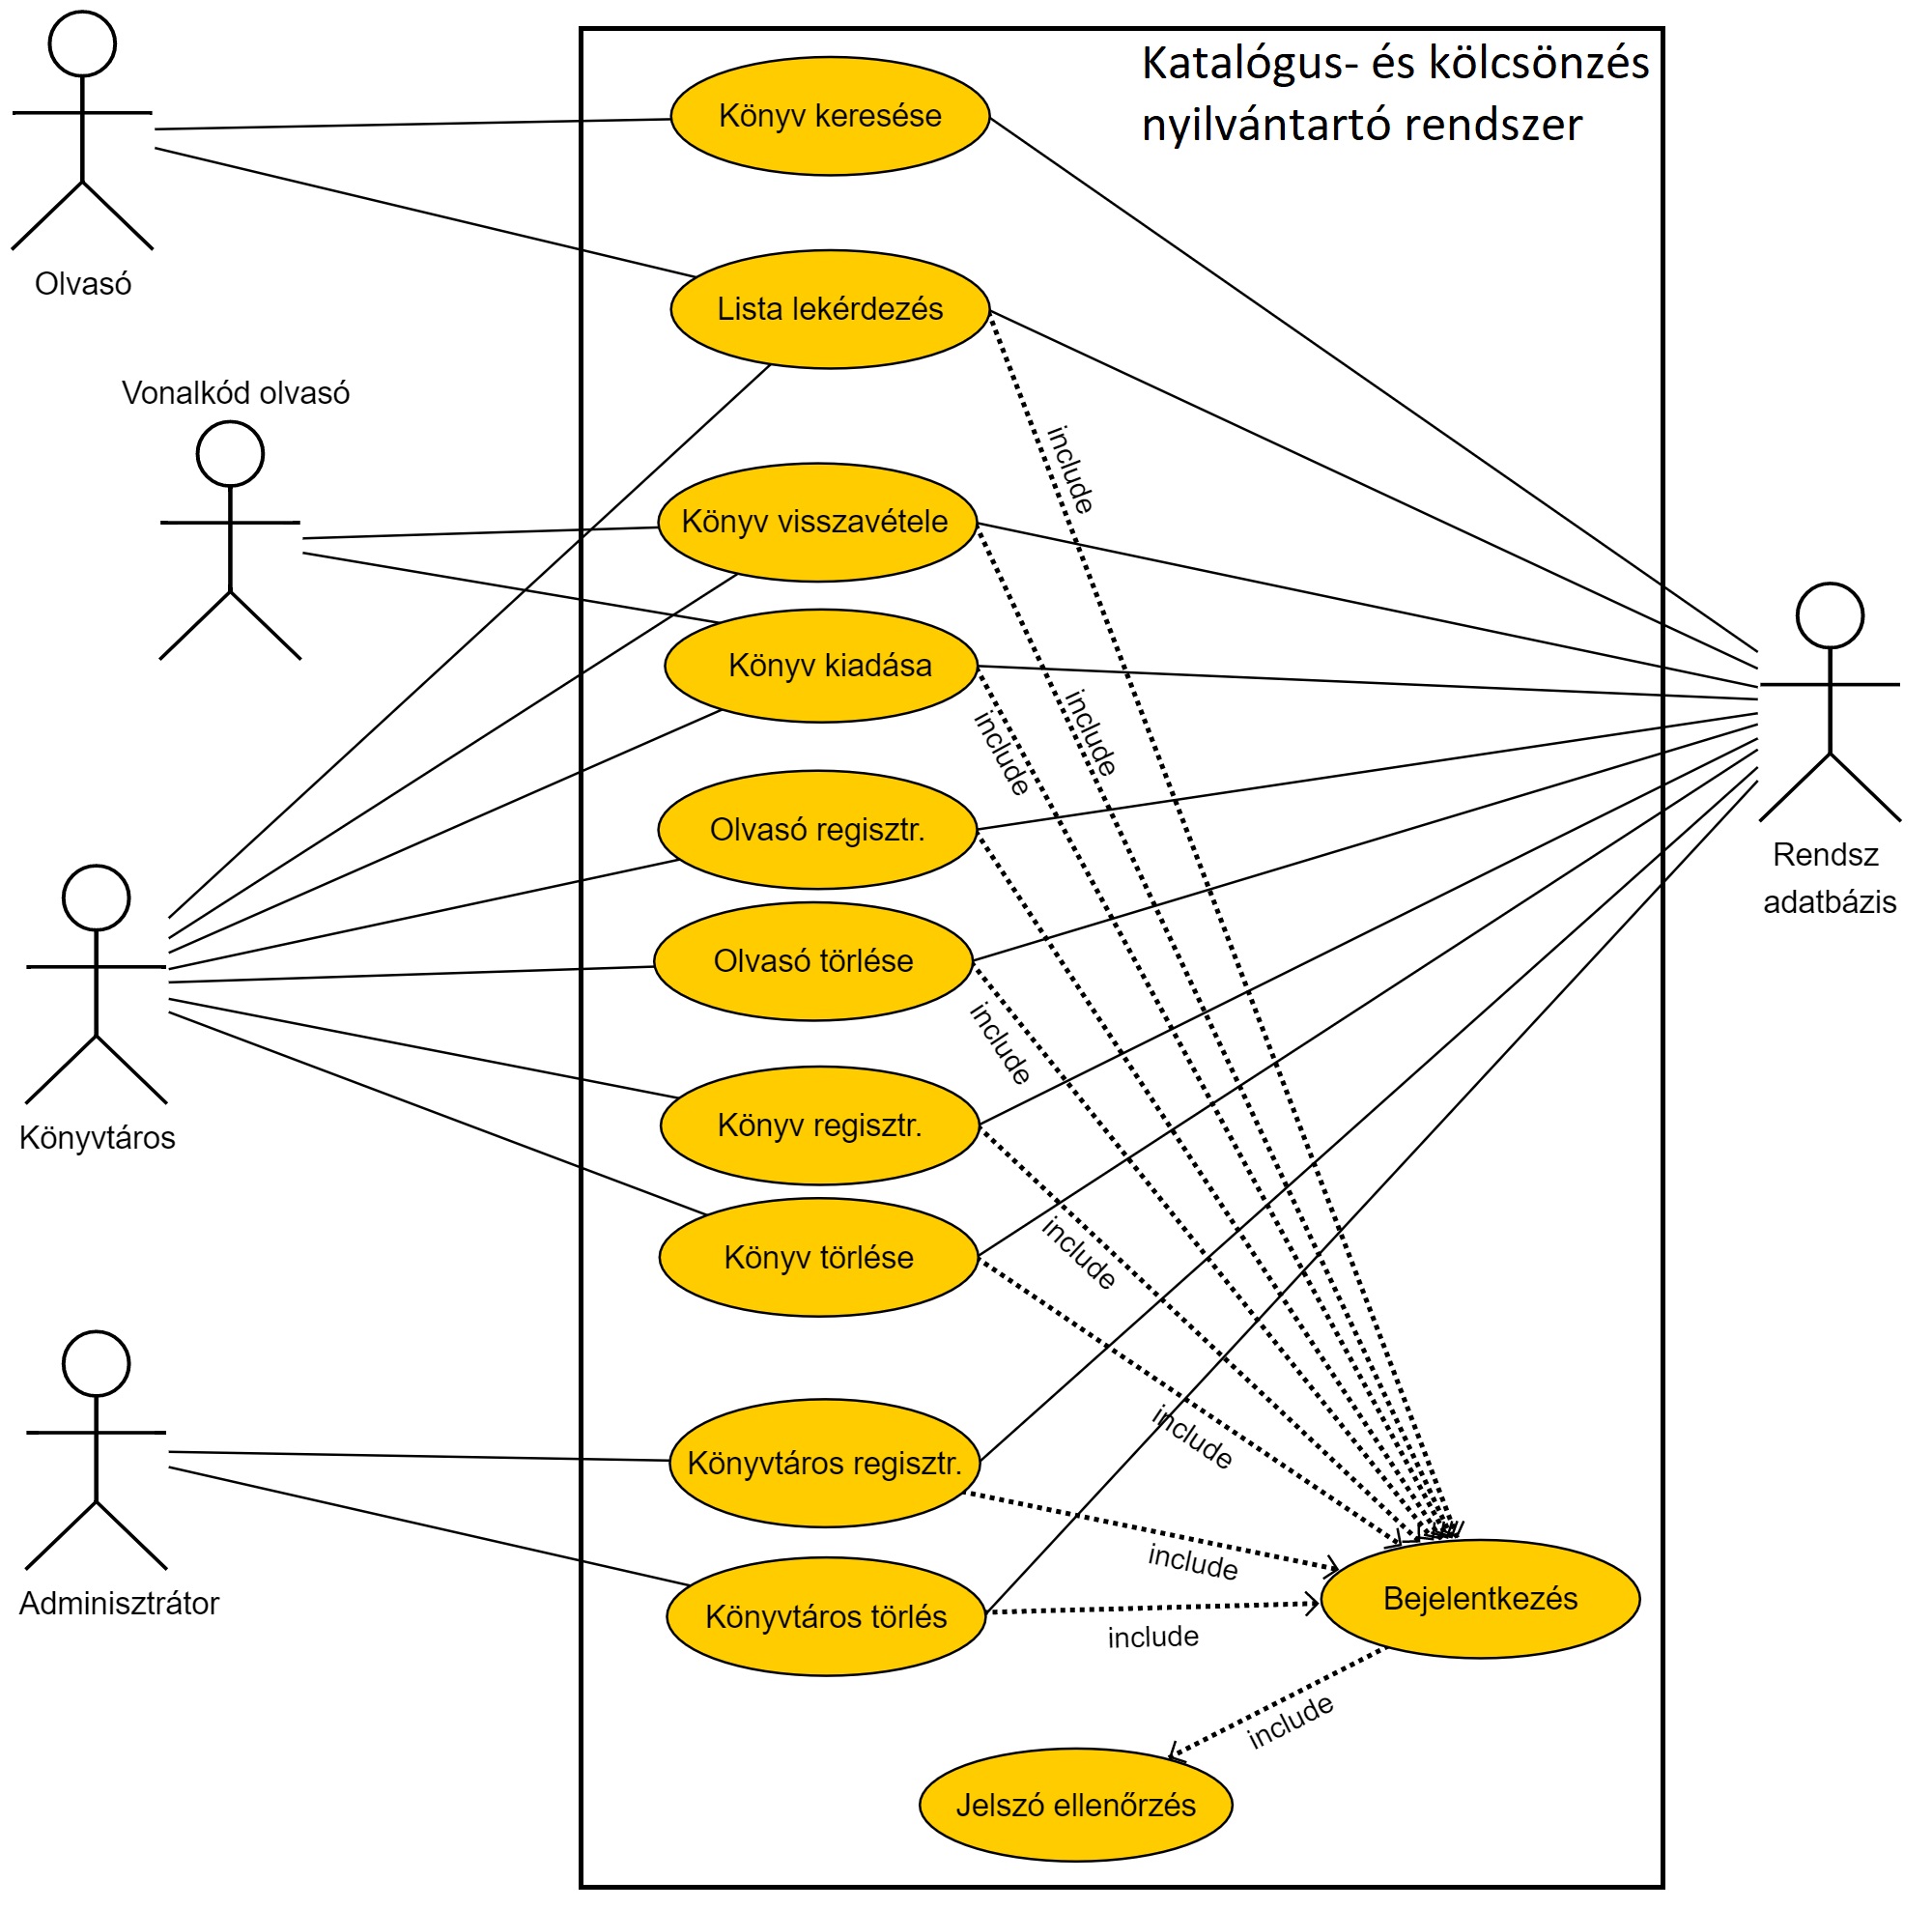 Katalógus- és kölcsönzés
nyilvántartó rendszer
Könyv keresése
Olvasó
Lista lekérdezés
Vonalkód olvasó
include
Könyv visszavétele
Könyv kiadása
include
include
Olvasó regisztr.
Rendsz
adatbázis
Olvasó törlése
include
Könyvtáros
Könyv regisztr.
include
Könyv törlése
include
Könyvtáros regisztr.
include
Adminisztrátor
Könyvtáros törlés
Bejelentkezés
include
include
Jelszó ellenőrzés